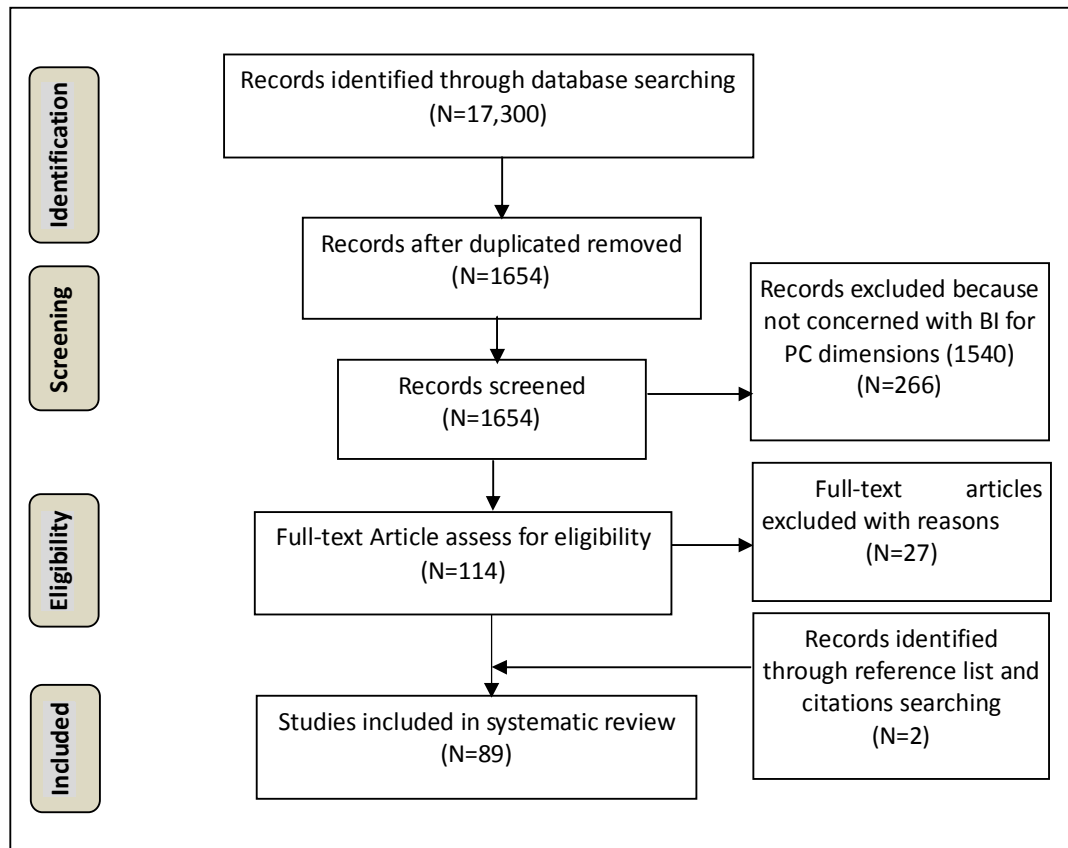 Identification
Records identified through database searching
(N=17,300)
Records after duplicated removed
(N=1654)
Screening
Records screened
(N=1654)
Records excluded because
not concerned with BI for
PC dimensions (1540)
(N=266)
Eligibility
Full-text Article assess for eligibility
(N=114)
Full-text articles
excluded with reasons
(N=27)
Records identified
through reference list and
citations searching
(N=2)
Included
Studies included in systematic review
(N=89)